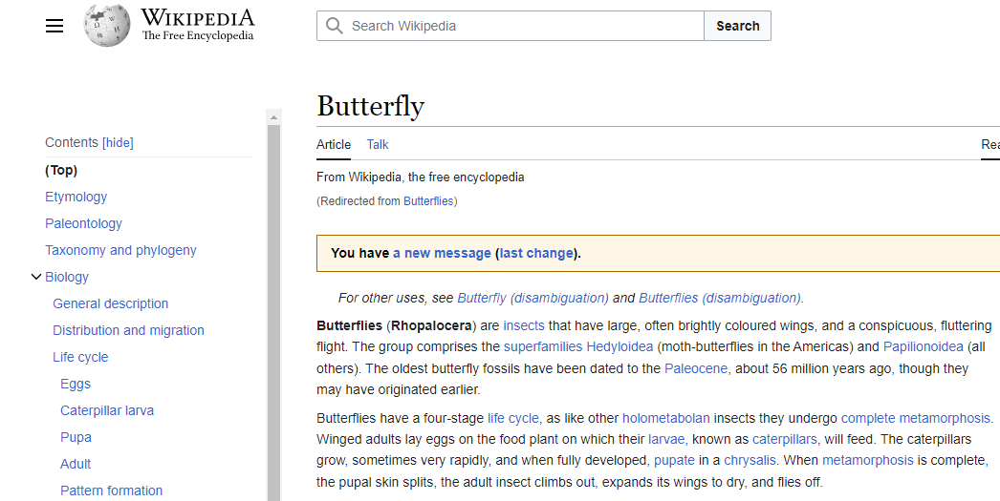 WIKIPEDIA
The Free Encyclopedia
Search Wikipedia
Search
Contents [hide]
(Top)
Etymology
Paleontology
Taxonomy and phylogeny
Biology
General description
Distribution and migration
Life cycle
Eggs
Caterpillar larva
Pupa
Adult
Pattern formation
Butterfly
Article Talk
From Wikipedia, the free encyclopedia
(Redirected from Butterflies)
You have a new message (last change).
For other uses, see Butterfly (disambiguation) and Butterflies (disambiguation).
Butterflies (Rhopalocera) are insects that have large, often brightly coloured wings, and a conspicuous, fluttering
flight. The group comprises the superfamilies Hedyloidea (moth-butterflies in the Americas) and Papilionoidea (all
others). The oldest butterfly fossils have been dated to the Paleocene, about 56 million years ago, though they
may have originated earlier.
Butterflies have a four-stage life cycle, as like other holometabolan insects they undergo complete metamorphosis.
Winged adults lay eggs on the food plant on which their larvae, known as caterpillars, will feed. The caterpillars
grow, sometimes very rapidly, and when fully developed, pupate in a chrysalis. When metamorphosis is complete,
the pupal skin splits, the adult insect climbs out, expands its wings to dry, and flies off.